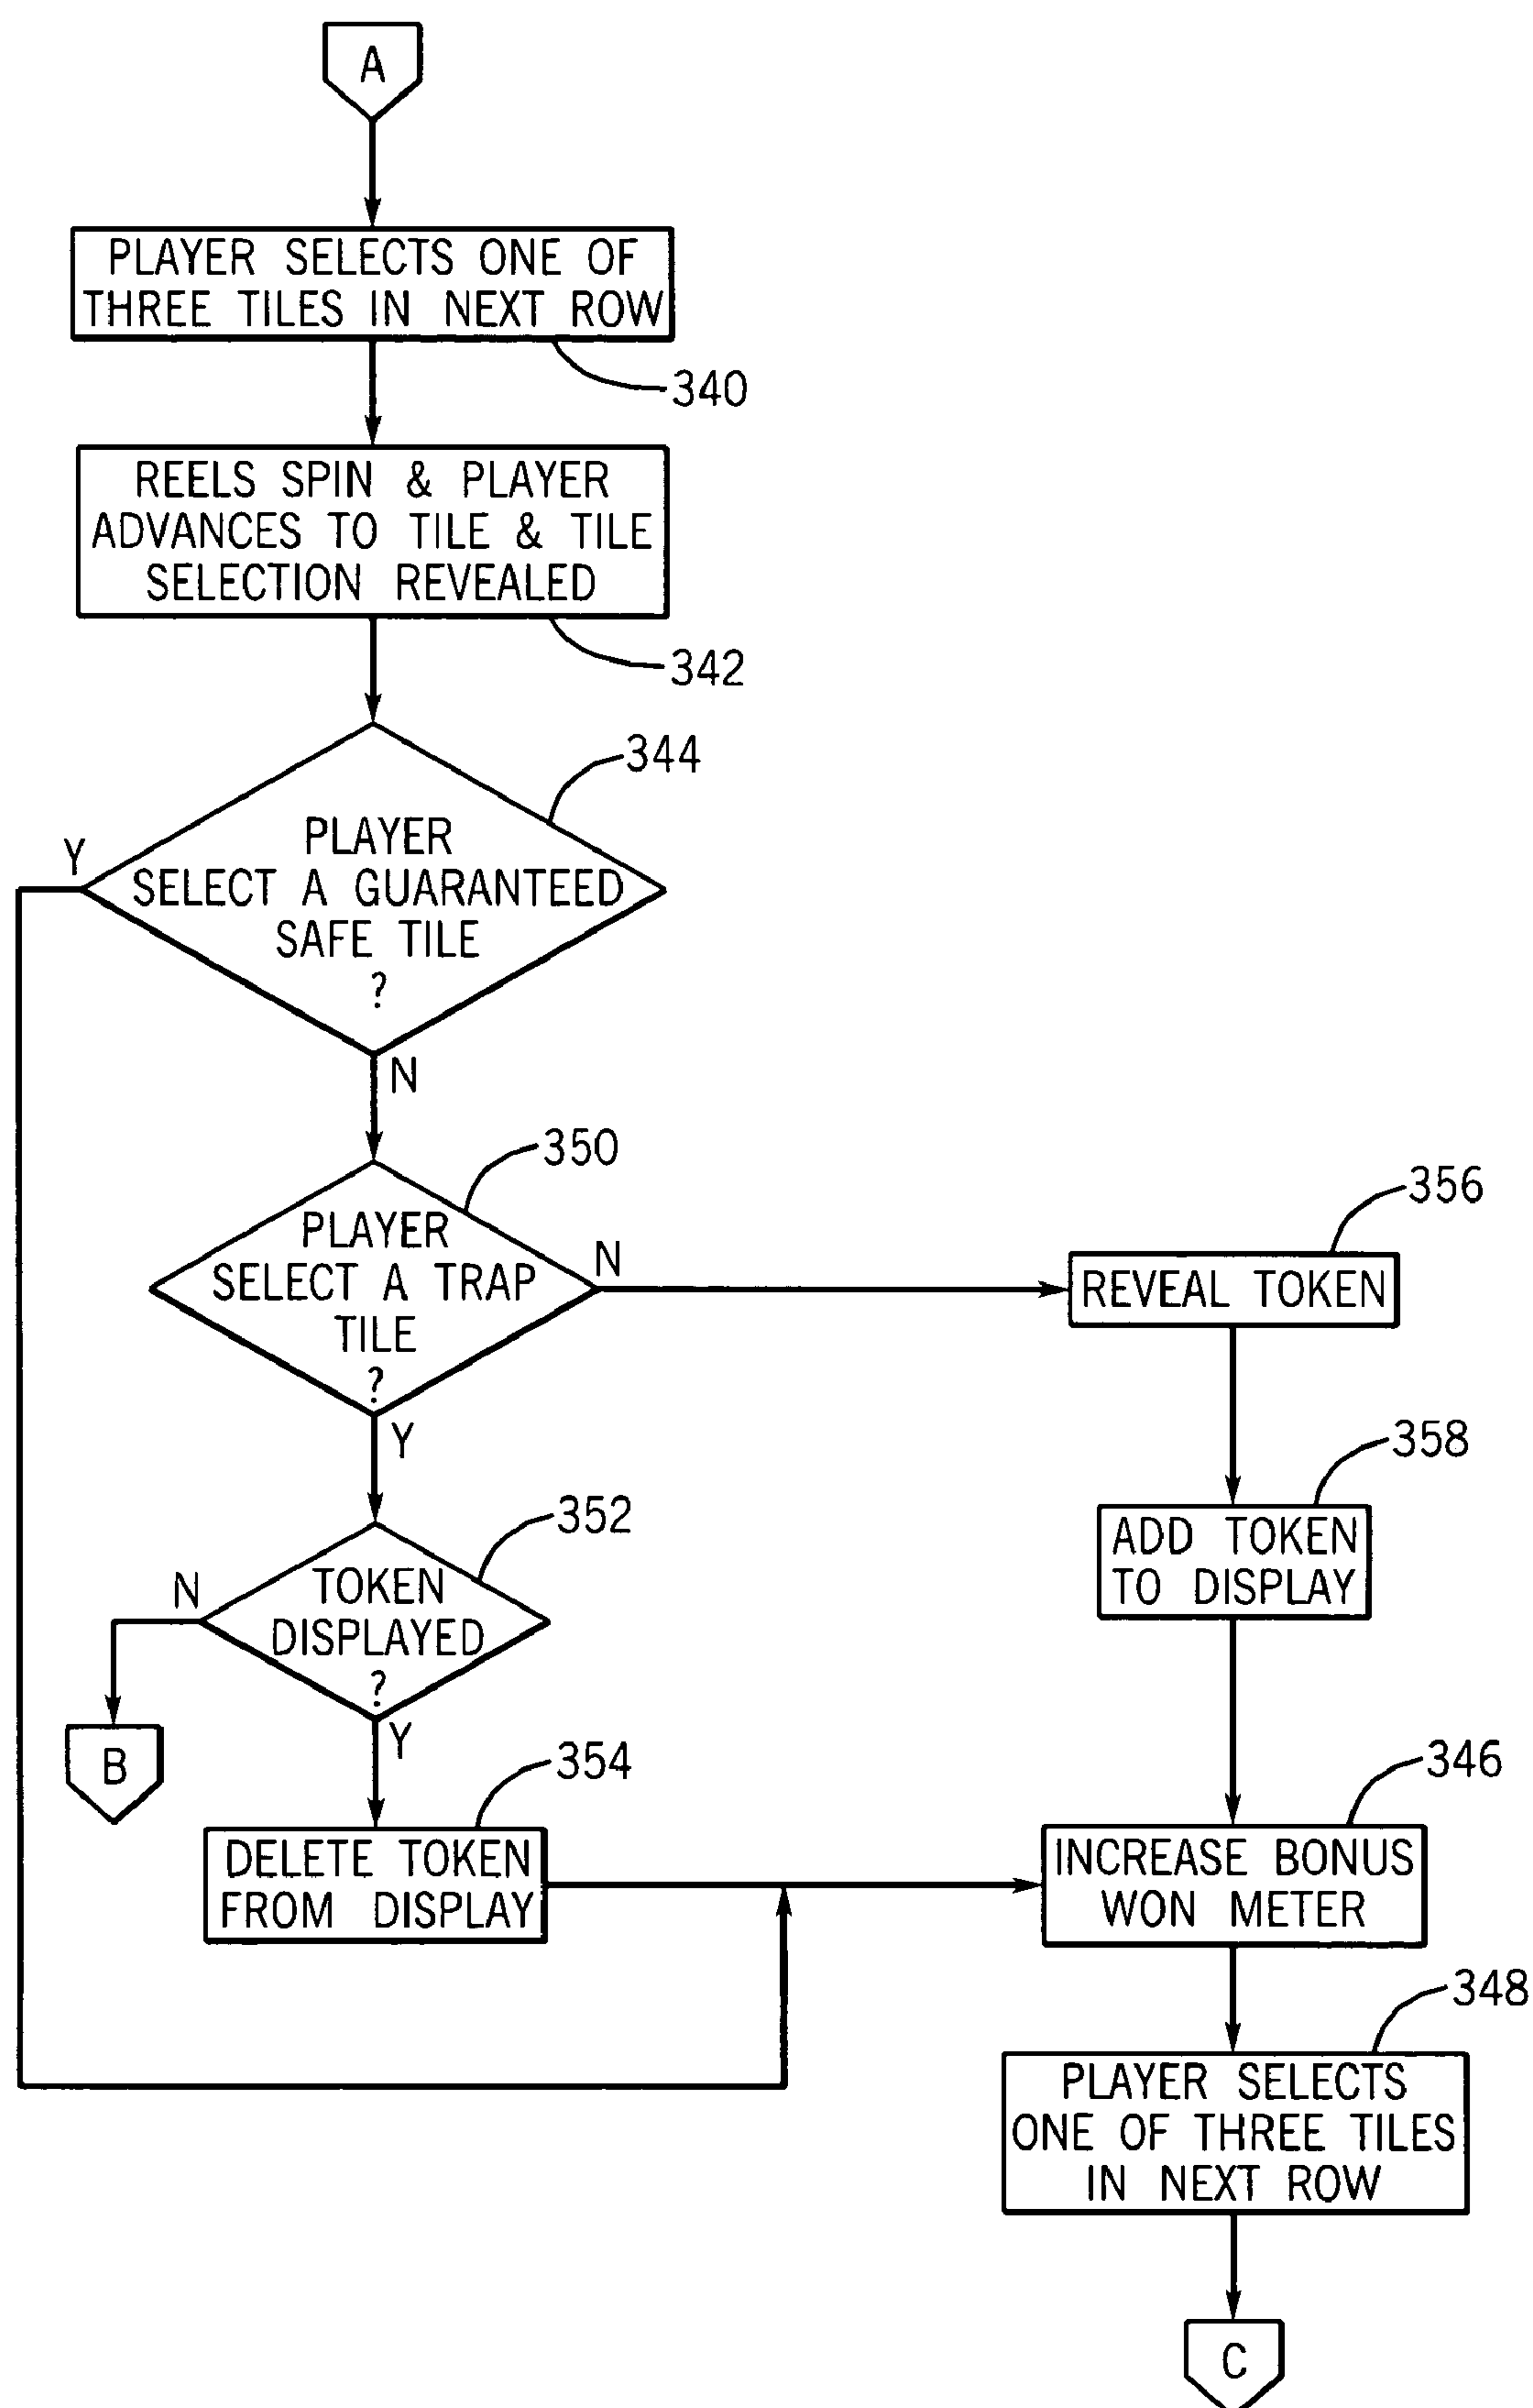 A
PLAYER SELECTS ONE OF
THREE TILES IN NEXT ROW
340
REELS SPIN & PLAYER
ADVANCES TO TILE & TILE
SELECTION REVEALED
342
344
Y
PLAYER
SELECT A GUARANTEED
SAFE TILE
?
N
350
PLAYER
SELECT A TRAP
TILE
?
N
Y
356
REVEAL TOKEN
358
ADD TOKEN
TO DISPLAY
352
N
TOKEN
DISPLAYED
?
Y
B
354
DELETE TOKEN
FROM DISPLAY
346
INCREASE BONUS
WON METER
348
PLAYER SELECTS
ONE OF THREE TILES
IN NEXT ROW
C